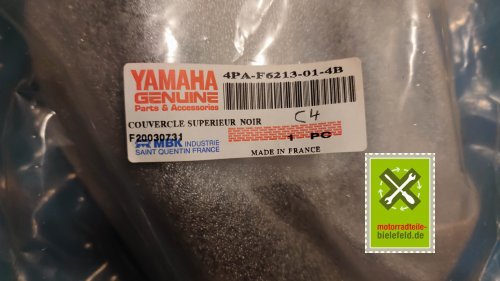 YAMAHA
GENUINE
Parts & Accessories
4PA-F6213-01-4B
COUVERCLE SUPERIEUR NOIR
C4
F20030731
1 PC
MBK INDUSTRIE
SAINT QUENTIN FRANCE
MADE IN FRANCE
motorradteile-
bielefeld.de